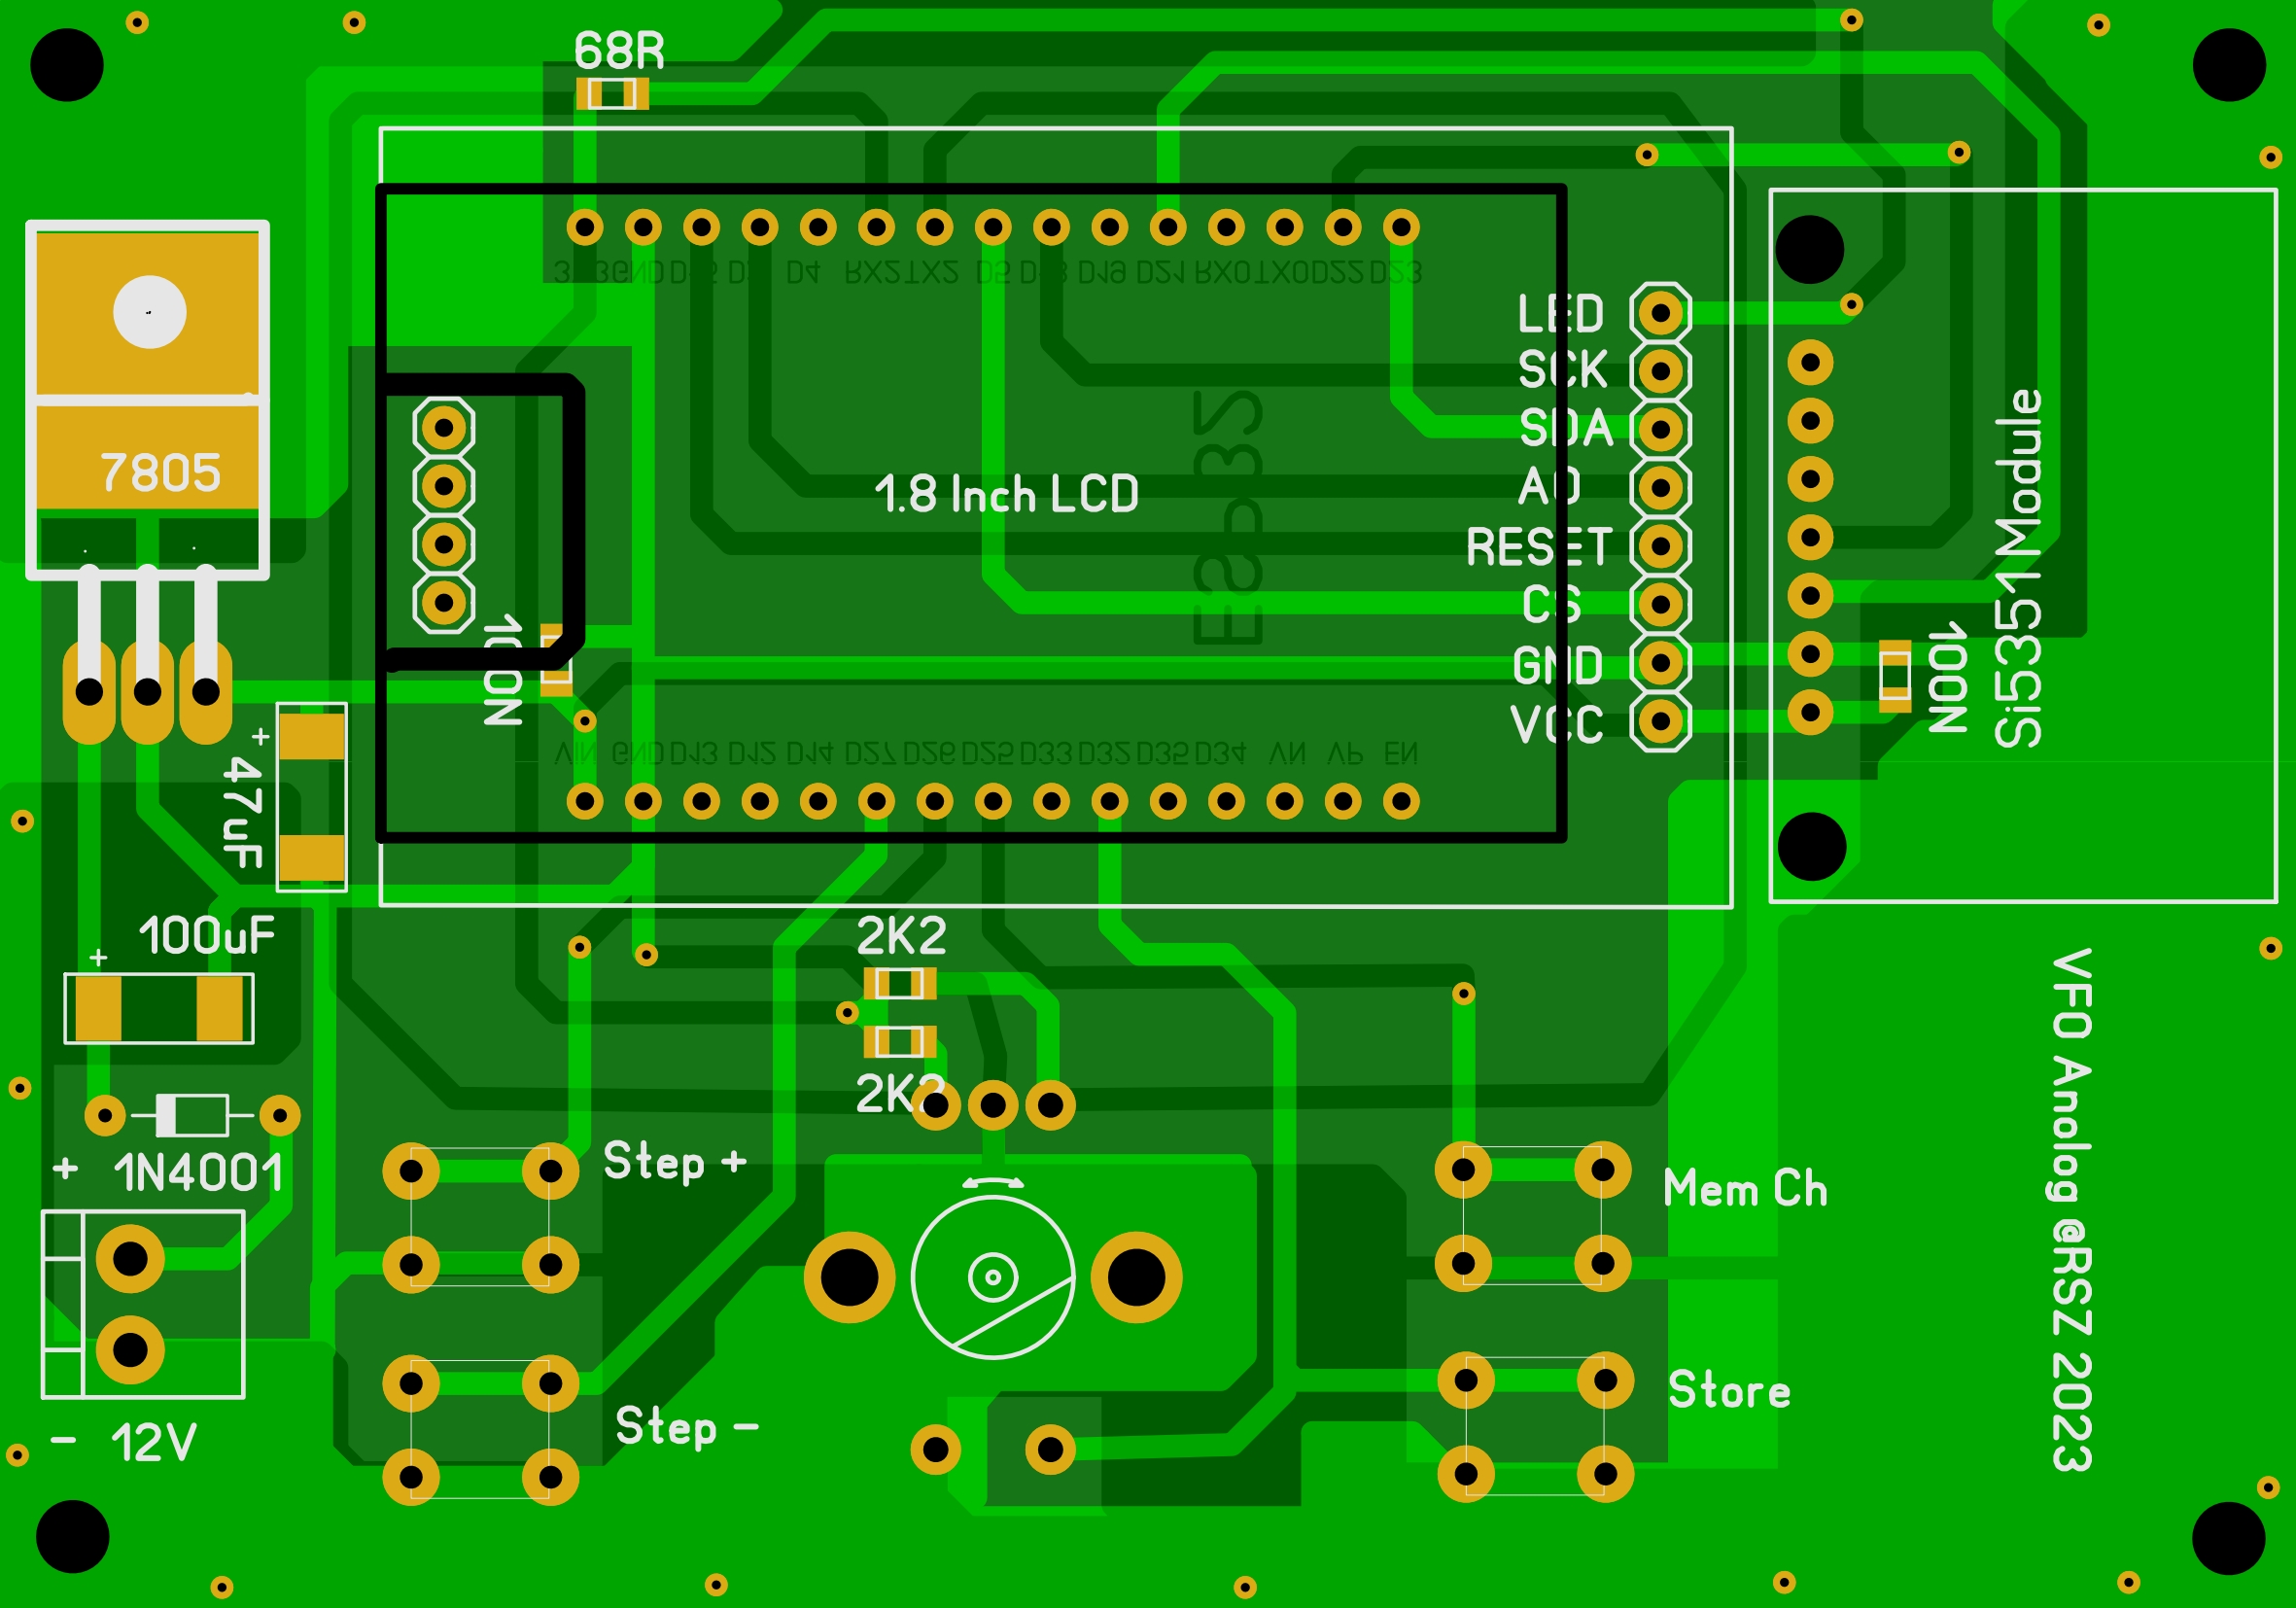 68R
3V3 GND D15 D2 D4 RX2 TX2 D5 D18 D19 D21 RX0 TX0 D22 D23
LED
SCK
SDA
A0
RESET
CS
GND
VCC
7805
1.8 Inch LCD
ESP32
Si5351 Module
100N
100N
VIN GND D13 D12 D14 D27 D26 D25 D33 D32 D35 D34 VN VP EN
+
47uF
100uF
+
2K2
2K2
+ 1N4001
Step +
Mem Ch
VFO Analog @RSZ 2023
Store
Step -
- 12V